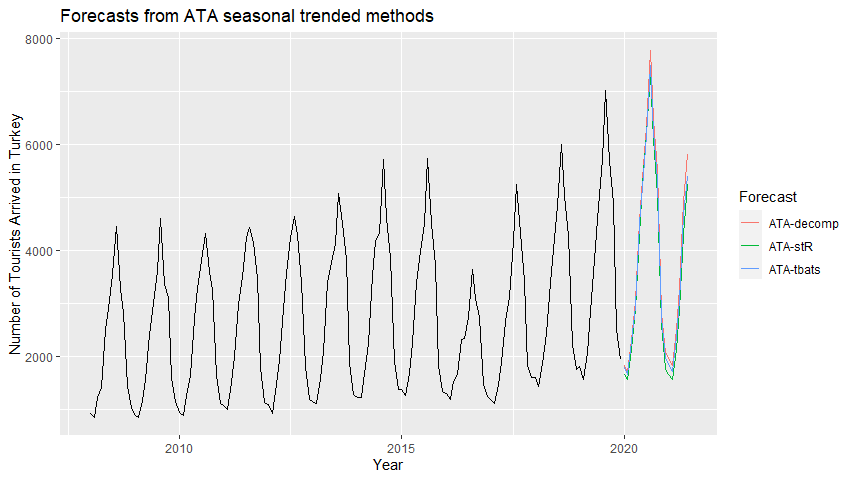 Forecasts from ATA seasonal trended methods
8000
6000
4000
2000
Number of Tourists Arrived in Turkey
2010
2015
2020
Year
Forecast
ATA-decomp
ATA-stR
ATA-tbats